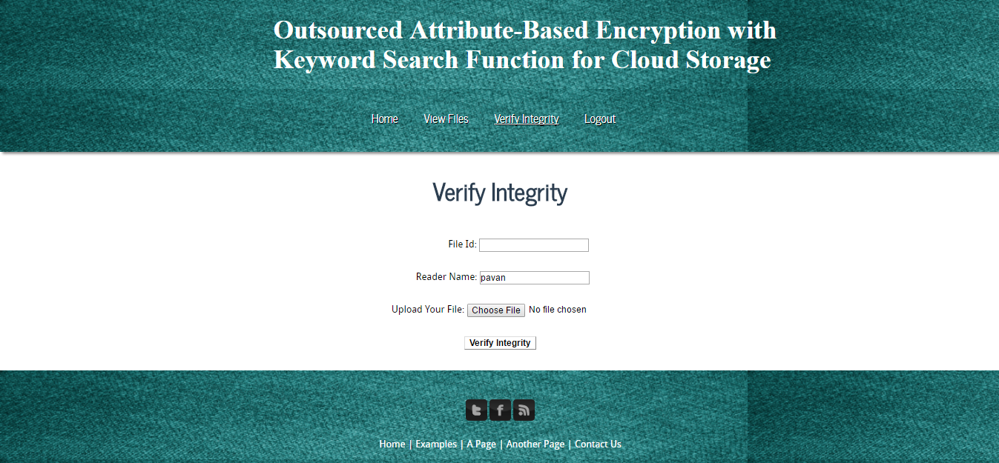 Outsourced Attribute-Based Encryption with
Keyword Search Function for Cloud Storage
Home View Files Verify Integrity Logout
Verify Integrity
File Id:
Reader Name: pavan
Upload Your File: Choose File No file chosen
Verify Integrity
Home | Examples | A Page | Another Page | Contact Us